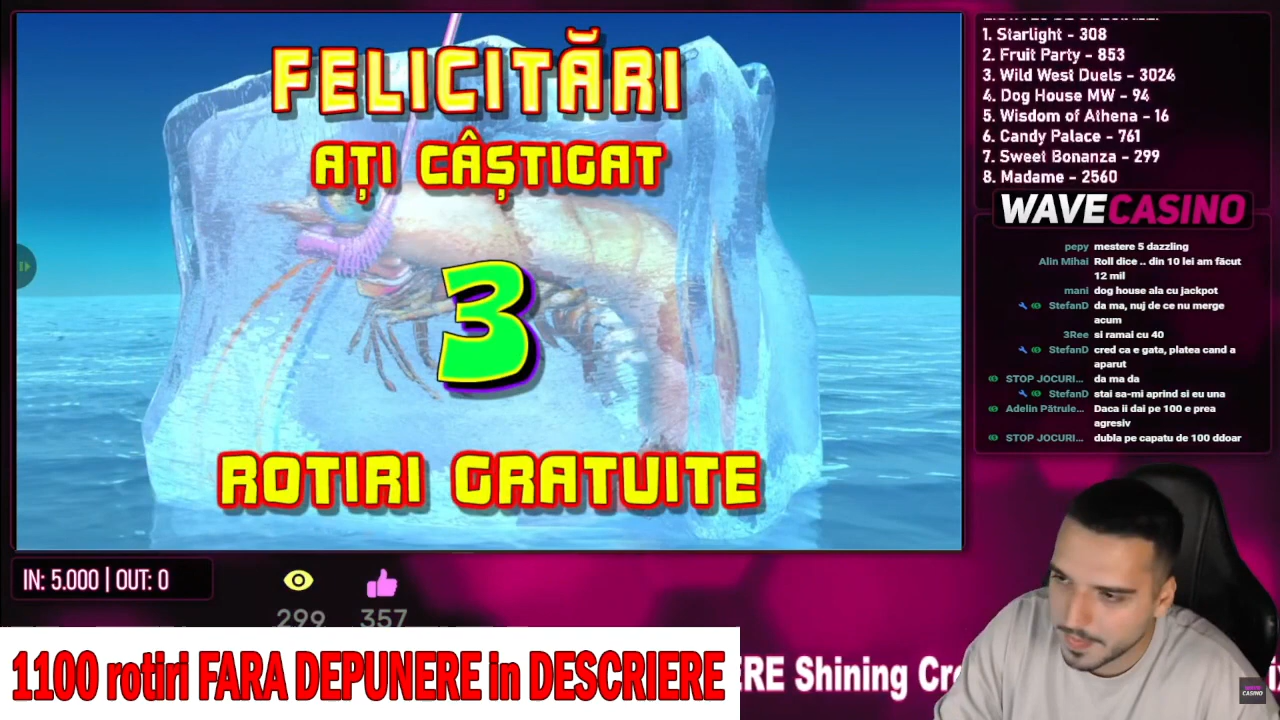 FELICITĂRI
AȚI CÂȘTIGAT
3
ROTIRI GRATUITE
1. Starlight - 308
2. Fruit Party - 853
3. Wild West Duels - 3024
4. Dog House MW - 94
5. Wisdom of Athena - 16
6. Candy Palace - 761
7. Sweet Bonanza - 299
8. Madame - 2560
WAVECASINO
pepy mestere 5 dazzling
Alin Mihai Roll dice .. din 10 lei am făcut
12 mil
mani dog house ala cu jackpot
StefanD da ma, nuj de ce nu merge
acum
3Ree si ramai cu 40
StefanD cred ca e gata, platea cand a
aparut
STOP JOCURI... da ma da
StefanD stai sa-mi aprind si eu una
Adelin Pătrule... Daca ii dai pe 100 e prea
agresiv
STOP JOCURI... dubla pe capatu de 100 ddoar
IN: 5.000 | OUT: 0
299 357
1100 rotiri FARA DEPUNERE in DESCRIERE
ERE Shining Cr
WAVE
CASINO